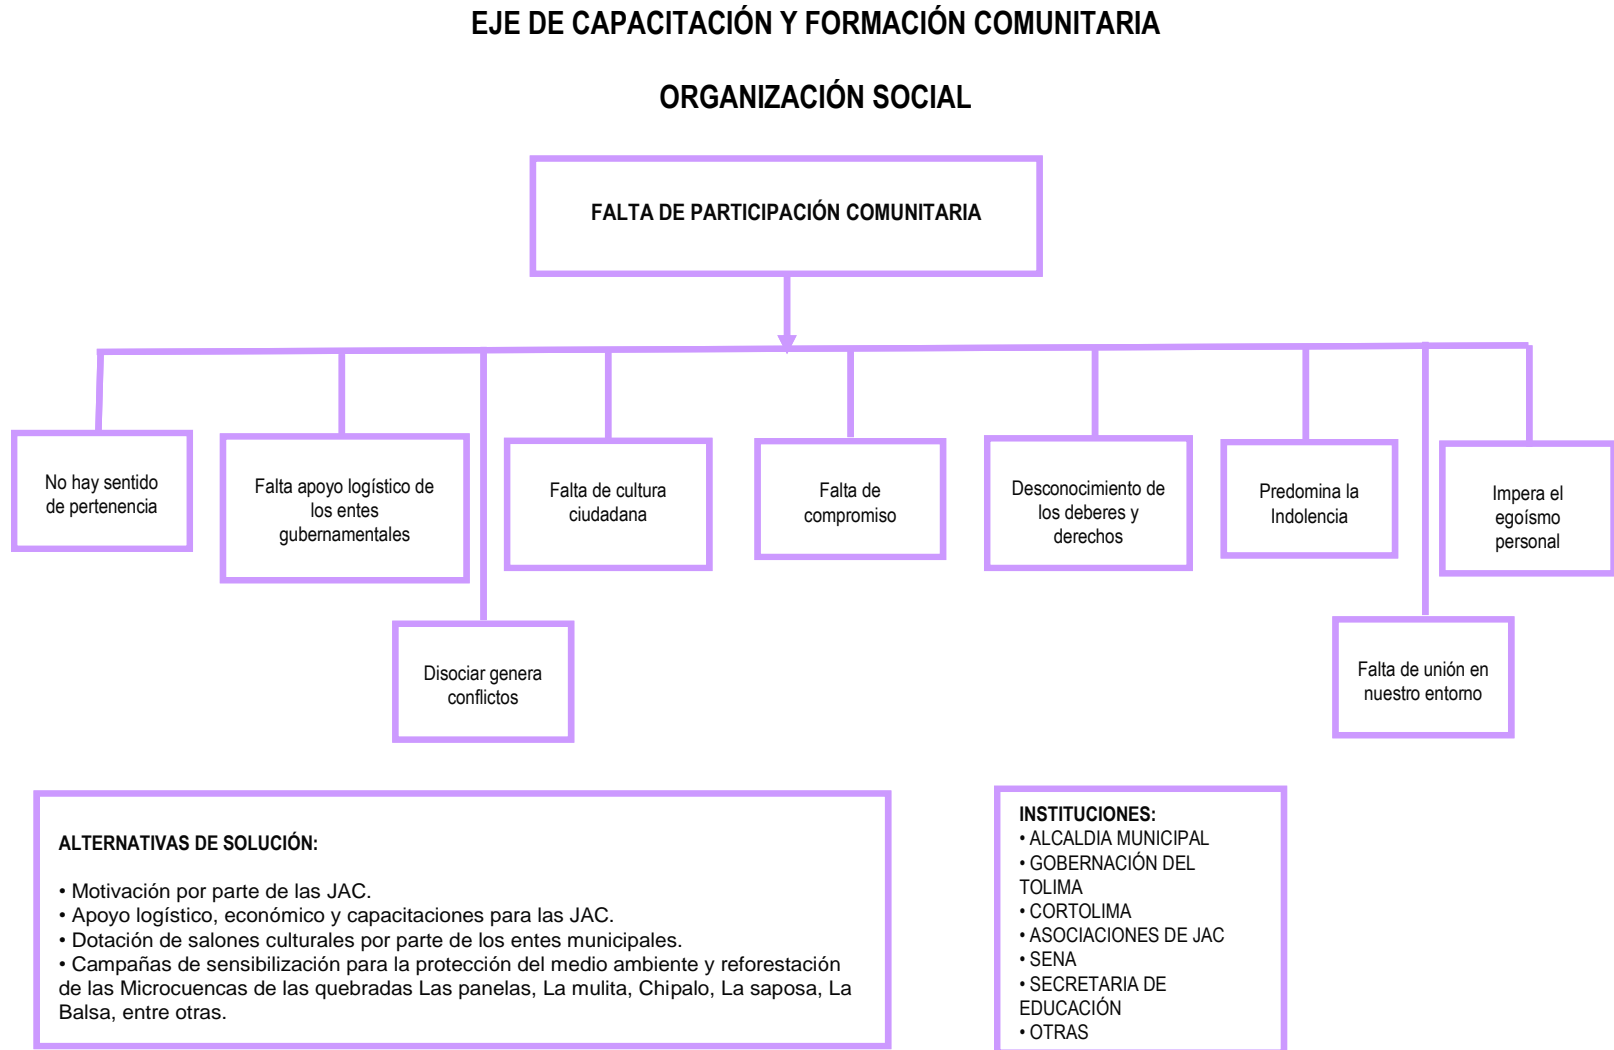 EJE DE CAPACITACIÓN Y FORMACIÓN COMUNITARIA
ORGANIZACIÓN SOCIAL
FALTA DE PARTICIPACIÓN COMUNITARIA
No hay sentido
de pertenencia
Falta apoyo logístico de
los entes
gubernamentales
Falta de cultura
ciudadana
Falta de
compromiso
Desconocimiento de
los deberes y
derechos
Predomina la
Indolencia
Impera el
egoísmo
personal
Disociar genera
conflictos
Falta de unión en
nuestro entorno
ALTERNATIVAS DE SOLUCIÓN:
• Motivación por parte de las JAC.
• Apoyo logístico, económico y capacitaciones para las JAC.
• Dotación de salones culturales por parte de los entes municipales.
• Campañas de sensibilización para la protección del medio ambiente y reforestación
de las Microcuencas de las quebradas Las panelas, La mulita, Chipalo, La saposa, La
Balsa, entre otras.
INSTITUCIONES:
• ALCALDIA MUNICIPAL
• GOBERNACIÓN DEL
TOLIMA
• CORTOLIMA
• ASOCIACIONES DE JAC
• SENA
• SECRETARIA DE
EDUCACIÓN
• OTRAS